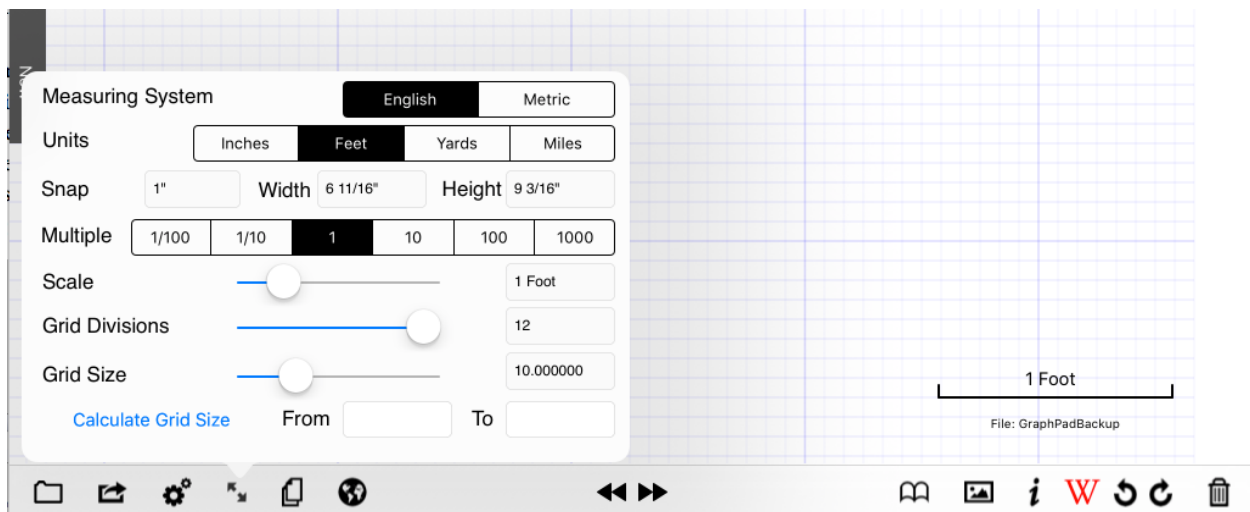 Measuring System English Metric
Units Inches Feet Yards Miles
Snap 1" Width 6 11/16" Height 9 3/16"
Multiple 1/100 1/10 1 10 100 1000
Scale 1 Foot
Grid Divisions 12
Grid Size 10.000000
Calculate Grid Size From To
1 Foot
File: GraphPadBackup
W